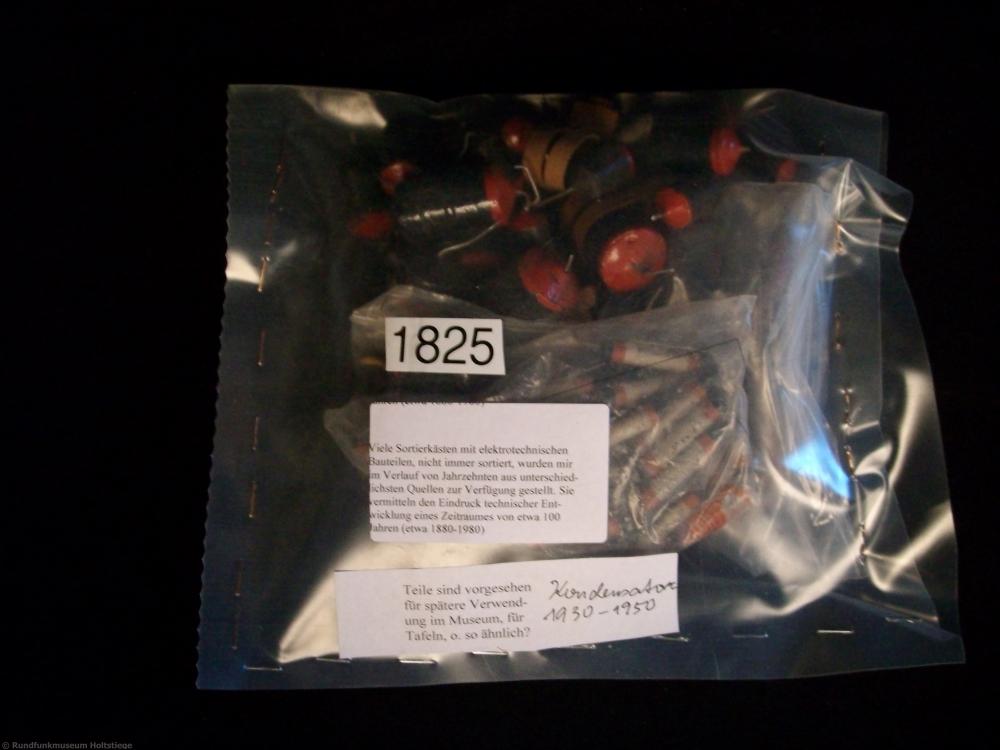 1825
Viele Sortierkästen mit elektrotechnischen
Bauteilen, nicht immer sortiert, wurden mir
im Verlauf von Jahrzehnten aus unterschied-
lichsten Quellen zur Verfügung gestellt. Sie
vermitteln den Eindruck technischer Ent-
wicklung eines Zeitraumes von etwa 100
Jahren (etwa 1880-1980)
Teile sind vorgesehen
für spätere Verwend-
ung im Museum, für
Tafeln, o. so ähnlich?
Kondensatoren
1930-1950
© Rundfunkmuseum Holtstiege